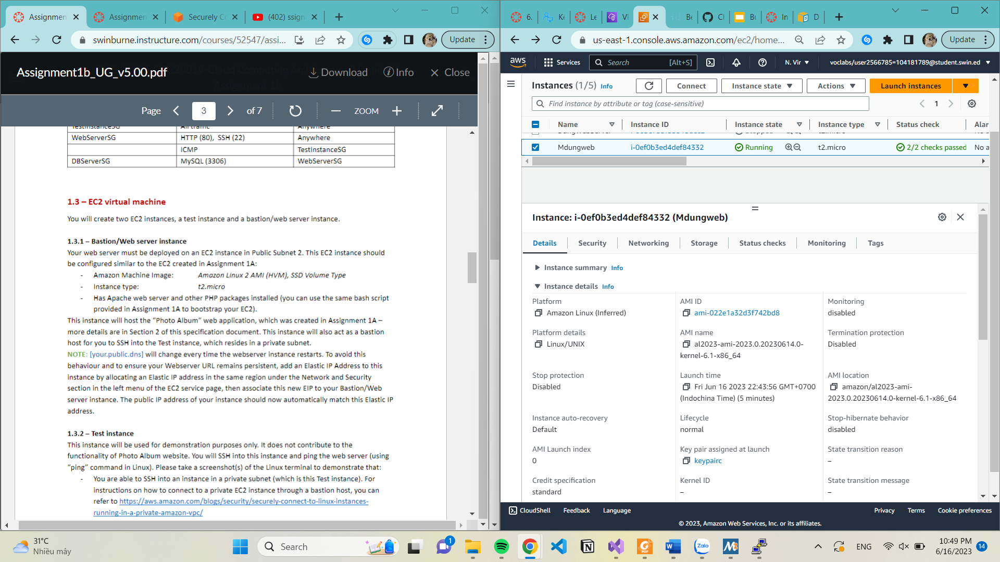 Assignmen
Assignmen
Securely C
(402) ssign
swinburne.instructure.com/courses/52547/assi...
Update
Assignment1b_UG_v5.00.pdf
Download
Info
Close
Page
3
of 7
ZOOM
TestInstanceSG All traffic Anywhere
WebServerSG HTTP (80), SSH (22) Anywhere
ICMP TestInstanceSG
DBServerSG MySQL (3306) WebServerSG
1.3 – EC2 virtual machine
You will create two EC2 instances, a test instance and a bastion/web server instance.
1.3.1 – Bastion/Web server instance
Your web server must be deployed on an EC2 instance in Public Subnet 2. This EC2 instance should
be configured similar to the EC2 created in Assignment 1A:
- Amazon Machine Image: Amazon Linux 2 AMI (HVM), SSD Volume Type
- Instance type: t2.micro
- Has Apache web server and other PHP packages installed (you can use the same bash script
provided in Assignment 1A to bootstrap your EC2).
This instance will host the “Photo Album” web application, which was created in Assignment 1A –
more details are in Section 2 of this specification document. This instance will also act as a bastion
host for you to SSH into the Test instance, which resides in a private subnet.
NOTE: [your.public.dns] will change every time the webserver instance restarts. To avoid this
behaviour and to ensure your Webserver URL remains persistent, add an Elastic IP Address to this
instance by allocating an Elastic IP address in the same region under the Network and Security
section in the left menu of the EC2 service page, then associate this new EIP to your Bastion/Web
server instance. The public IP address of your instance should now automatically match this Elastic IP
address.
1.3.2 – Test instance
This instance will be used for demonstration purposes only. It does not contribute to the
functionality of Photo Album website. You will SSH into this instance and ping the web server (using
“ping” command in Linux). Please take a screenshot(s) of the Linux terminal to demonstrate that:
- You are able to SSH into an instance in a private subnet (which is this Test instance). For
instructions on how to connect to a private EC2 instance through a bastion host, you can
refer to https://aws.amazon.com/blogs/security/securely-connect-to-linux-instances-
running-in-a-private-amazon-vpc/
6.
Ke
Le
Be
Cl
Bu
In
D
us-east-1.console.aws.amazon.com/ec2/home...
Update
aws
Services
Search [Alt+S]
N. Vir
voclabs/user2566785=104181789@student.swin.ed
Instances (1/5) Info
Connect
Instance state
Actions
Launch instances
Find instance by attribute or tag (case-sensitive)
1
Name Instance ID Instance state Instance type Status check Alar
Mdungweb i-0ef0b3ed4def84332 Running t2.micro 2/2 checks passed No a
Instance: i-0ef0b3ed4def84332 (Mdungweb)
Details Security Networking Storage Status checks Monitoring Tags
Instance summary Info
Instance details Info
Platform
Amazon Linux (Inferred)
AMI ID
ami-022e1a32d3f742bd8
Monitoring
disabled
Platform details
Linux/UNIX
AMI name
al2023-ami-2023.0.20230614.0-
kernel-6.1-x86_64
Termination protection
Disabled
Stop protection
Disabled
Launch time
Fri Jun 16 2023 22:43:56 GMT+0700
(Indochina Time) (5 minutes)
AMI location
amazon/al2023-ami-
2023.0.20230614.0-kernel-6.1-x86_64
Instance auto-recovery
Default
Lifecycle
normal
Stop-hibernate behavior
disabled
AMI Launch index
0
Key pair assigned at launch
keypairc
State transition reason
–
Credit specification
standard
Kernel ID
–
State transition message
–
CloudShell
Feedback
Language
Privacy
Terms
Cookie preferences
© 2023, Amazon Web Services, Inc. or its affiliates.
31°C
Nhiều mây
Search
1
Zalo
ENG
10:49 PM
6/16/2023
14